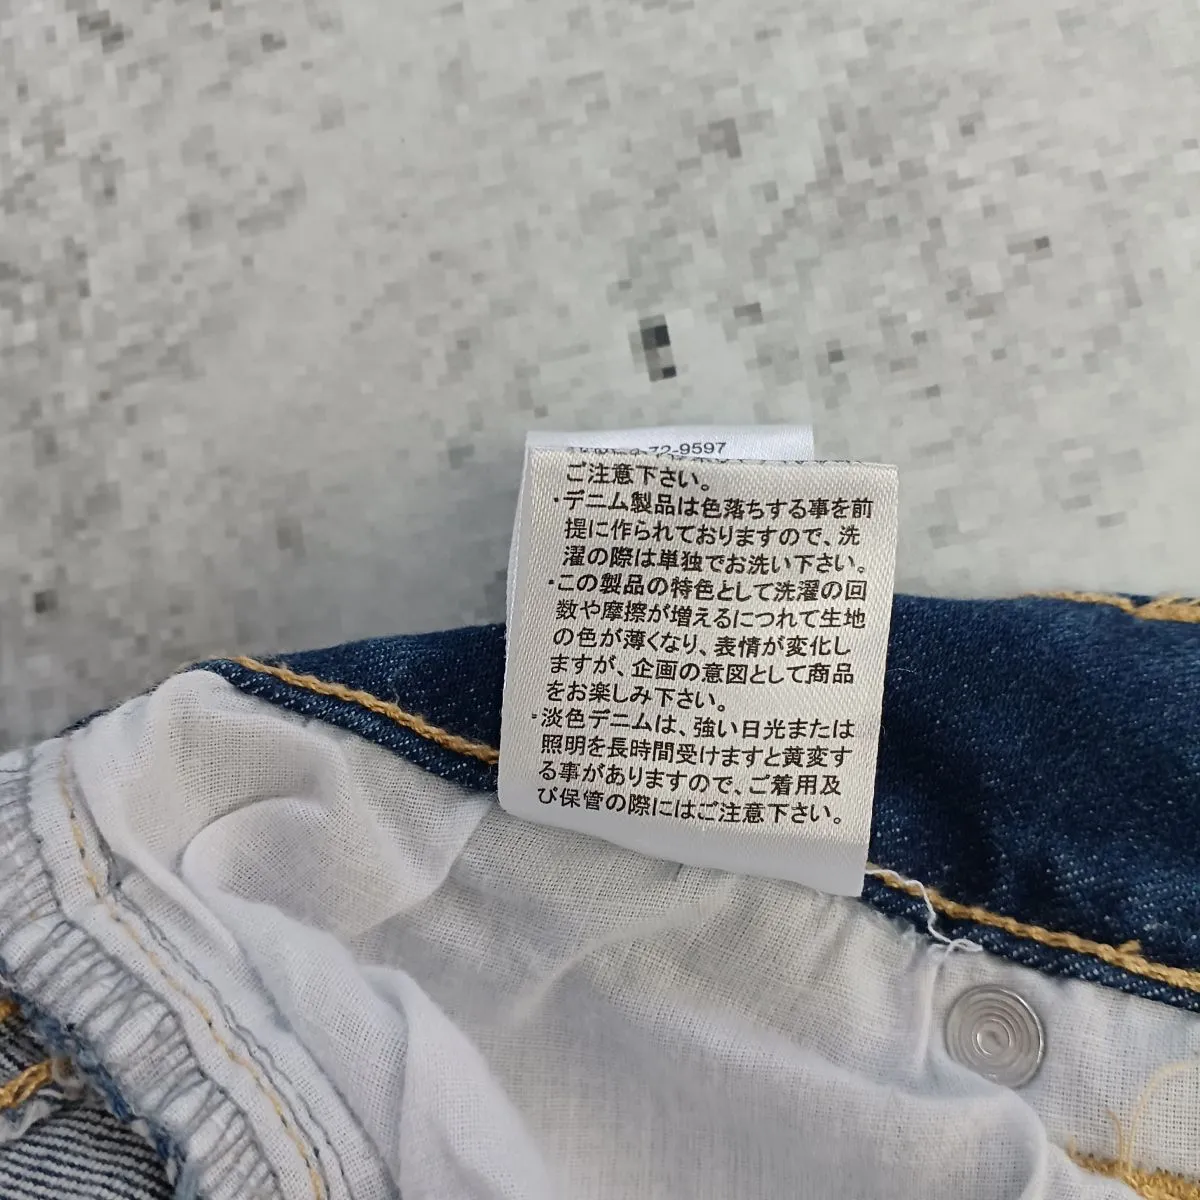 72-9597
ご注意下さい。
・デニム製品は色落ちする事を前
提に作られておりますので、洗
濯の際は単独でお洗い下さい。
・この製品の特色として洗濯の回
数や摩擦が増えるにつれて生地
の色が薄くなり、表情が変化し
ますが、企画の意図として商品
をお楽しみ下さい。
・淡色デニムは、強い日光または
照明を長時間受けますと黄変す
る事がありますので、ご着用及
び保管の際にはご注意下さい。